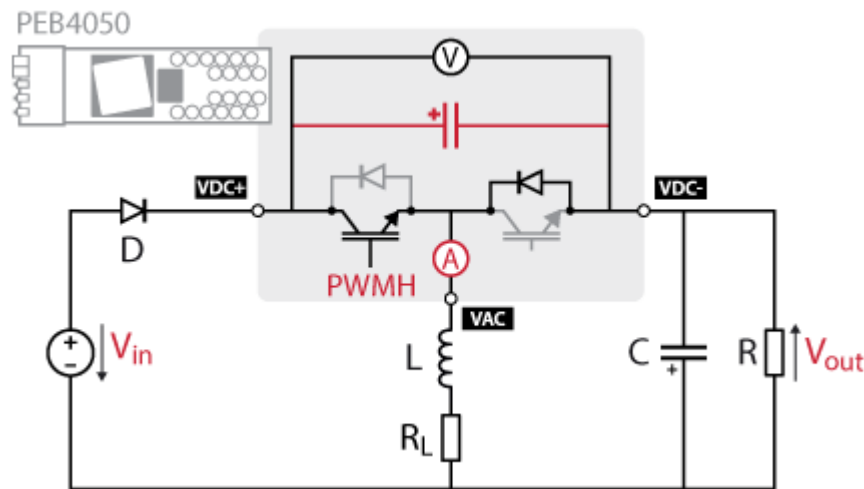 PEB4050
V
+
VDC+
VDC-
D
A
PWMH
VAC
+
−
Vin
L
C
+
R
Vout
RL